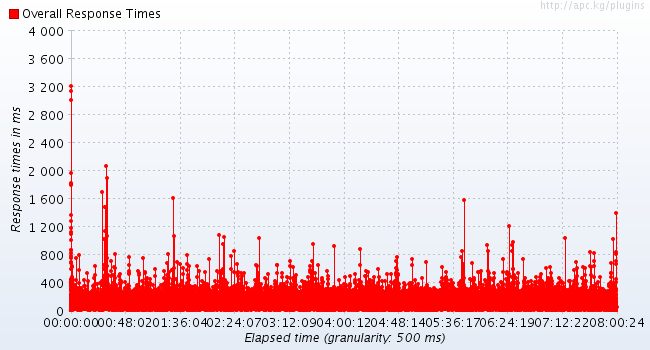 http://apc.kg/plugins
Overall Response Times
4 000
3 600
3 200
2 800
2 400
2 000
1 600
1 200
800
400
0
Response times in ms
00:00:00 00:48:02 01:36:04 02:24:07 03:12:09 04:00:12 04:48:14 05:36:17 06:24:19 07:12:22 08:00:24
Elapsed time (granularity: 500 ms)